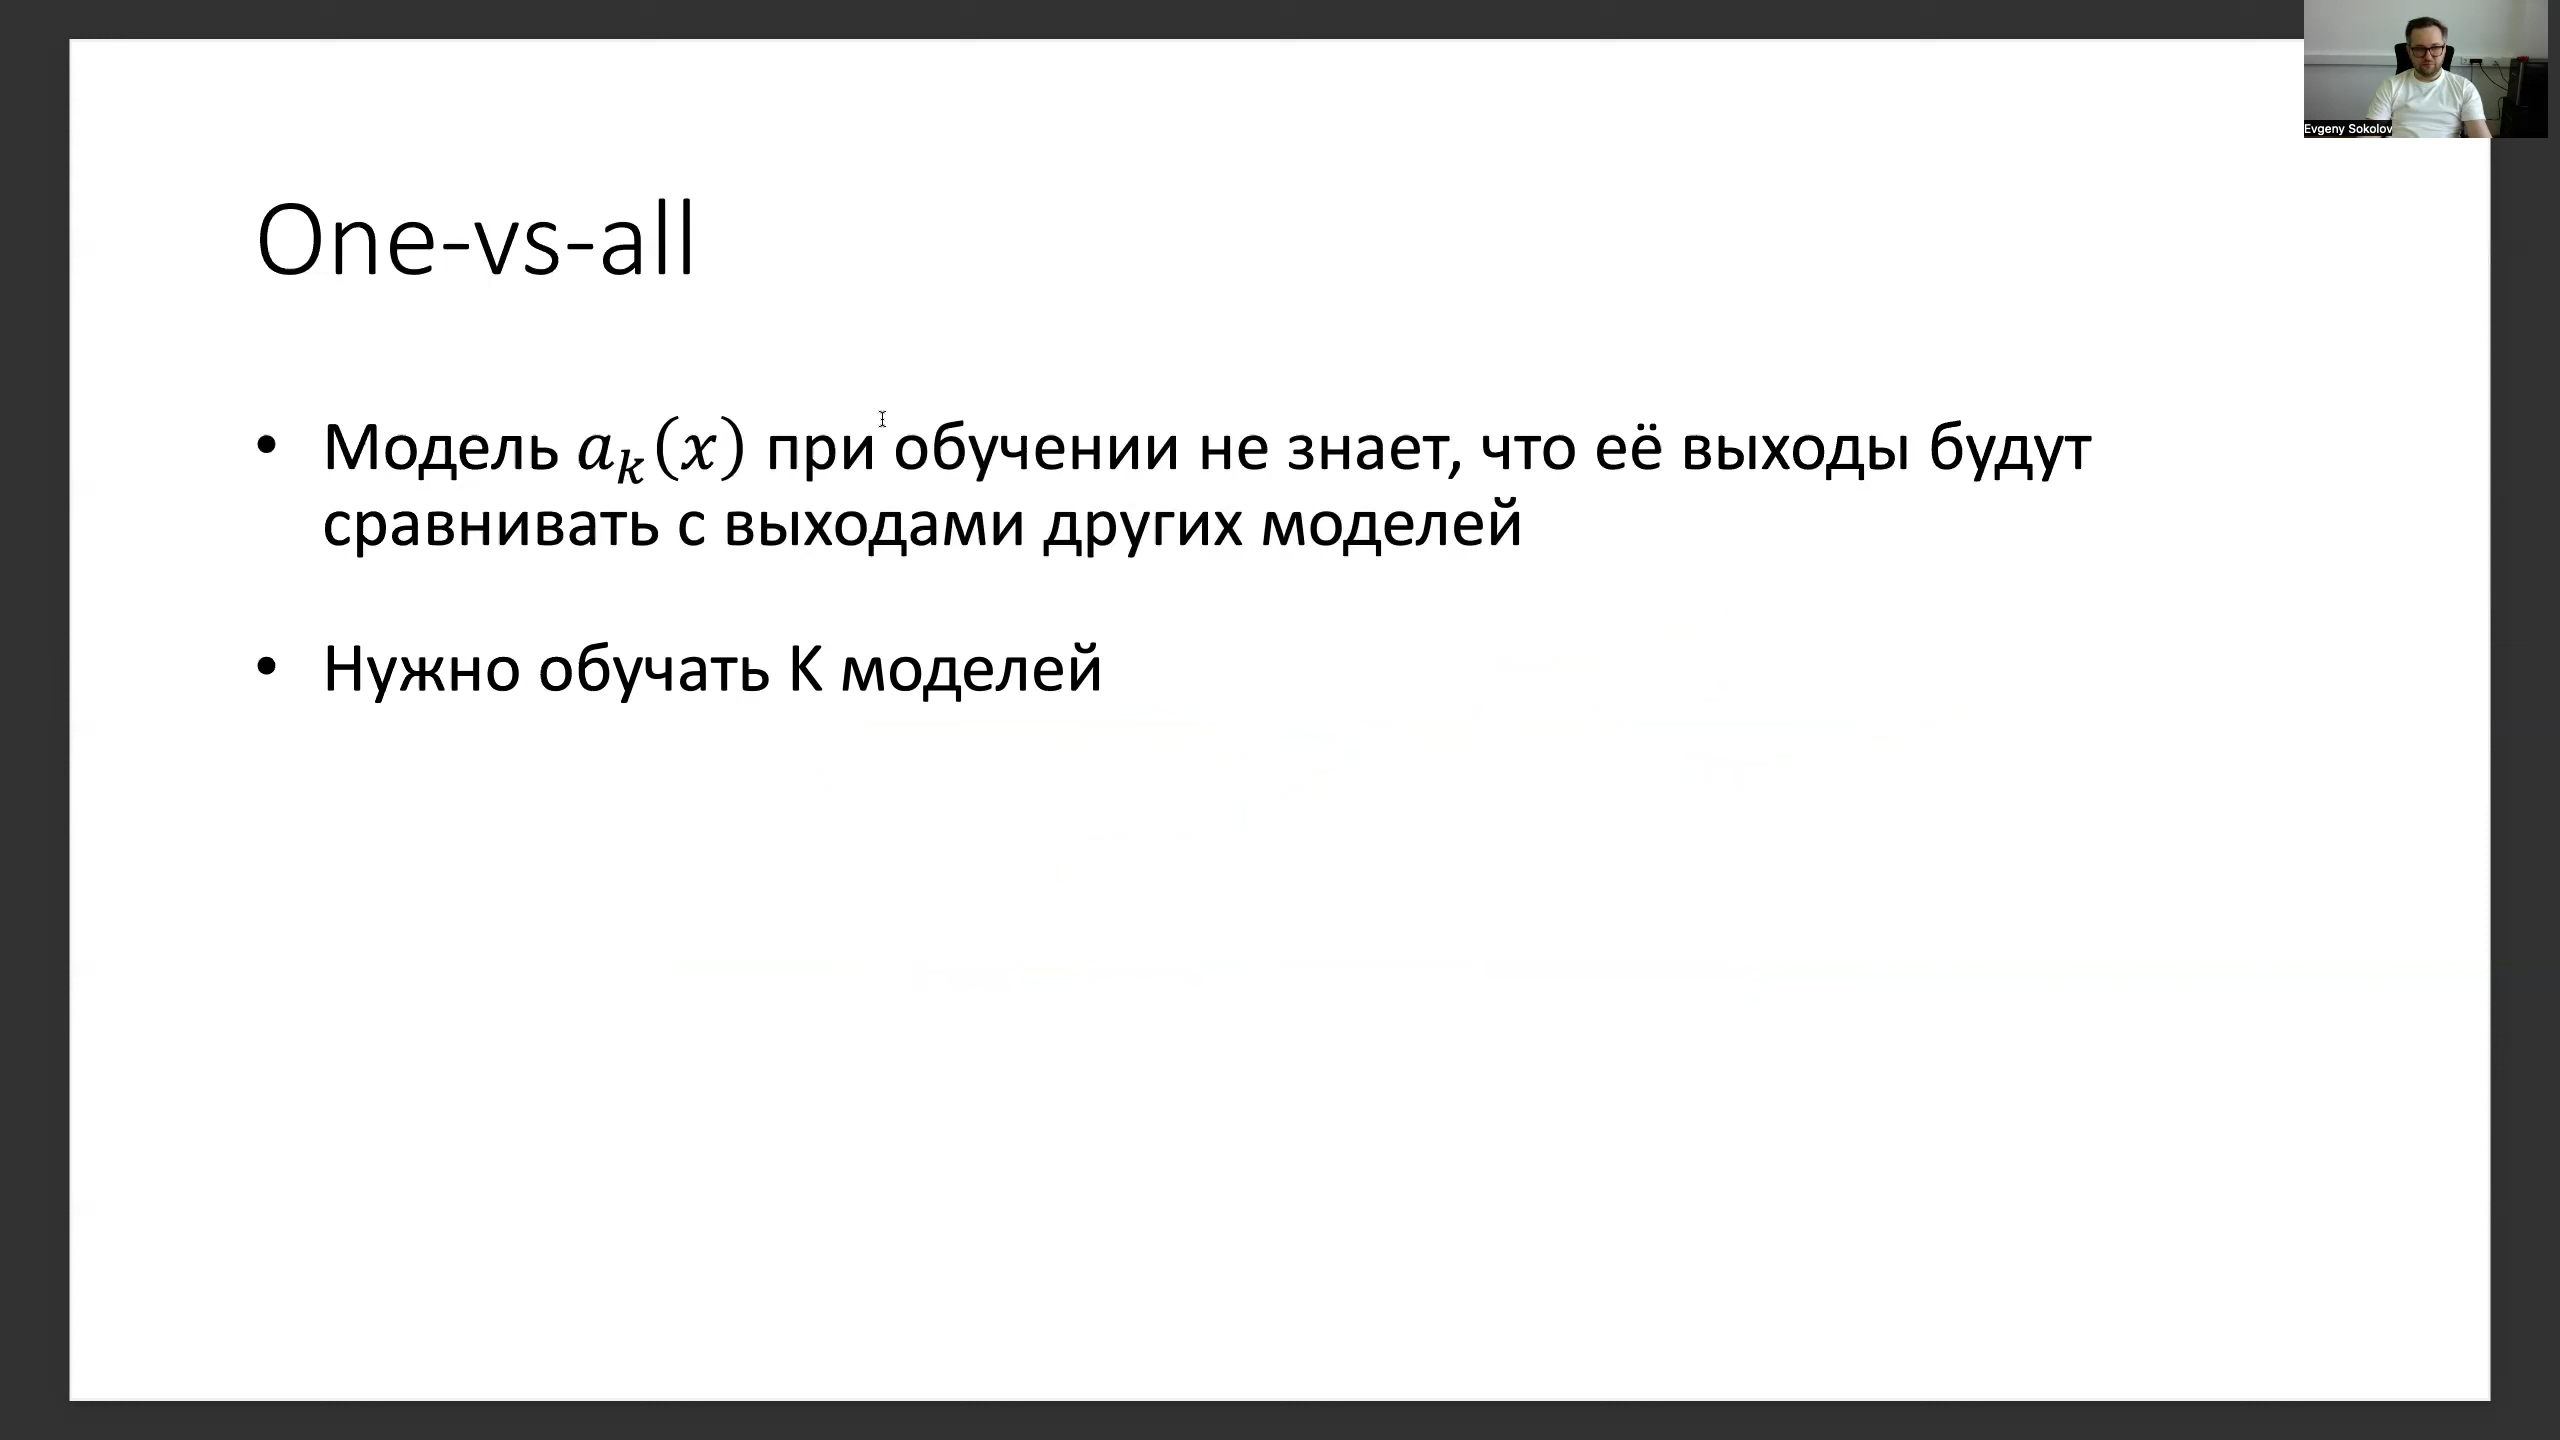 Evgeny Sokolov
One-vs-all
• Модель aₖ(x) при обучении не знает, что её выходы будут
сравнивать с выходами других моделей
• Нужно обучать K моделей